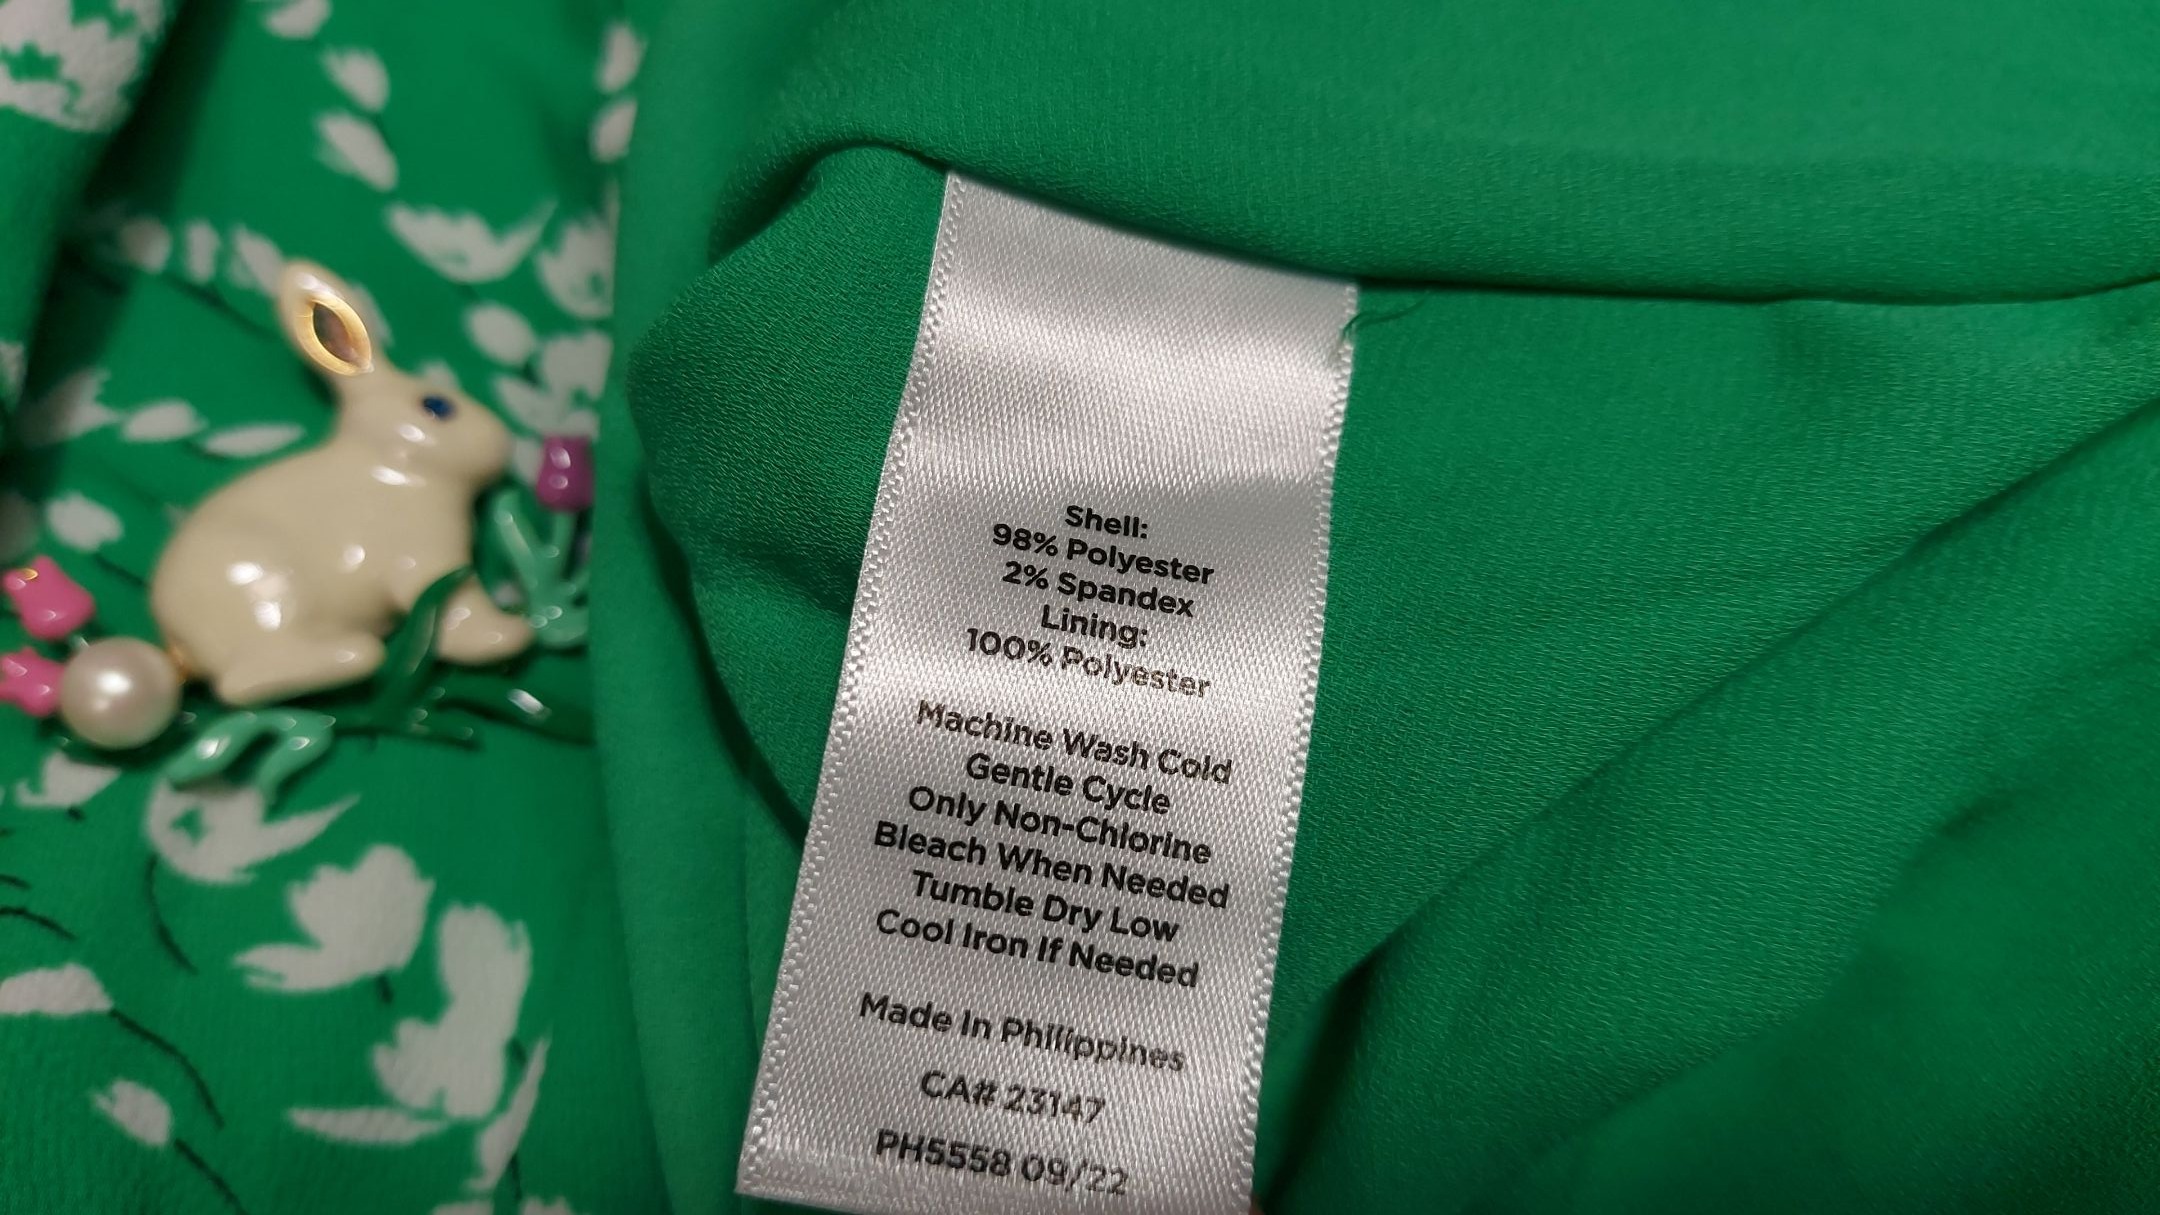 Shell:
98% Polyester
2% Spandex
Lining:
100% Polyester
Machine Wash Cold
Gentle Cycle
Only Non-Chlorine
Bleach When Needed
Tumble Dry Low
Cool Iron If Needed
Made In Philippines
CA# 23147
PH5558 09/22